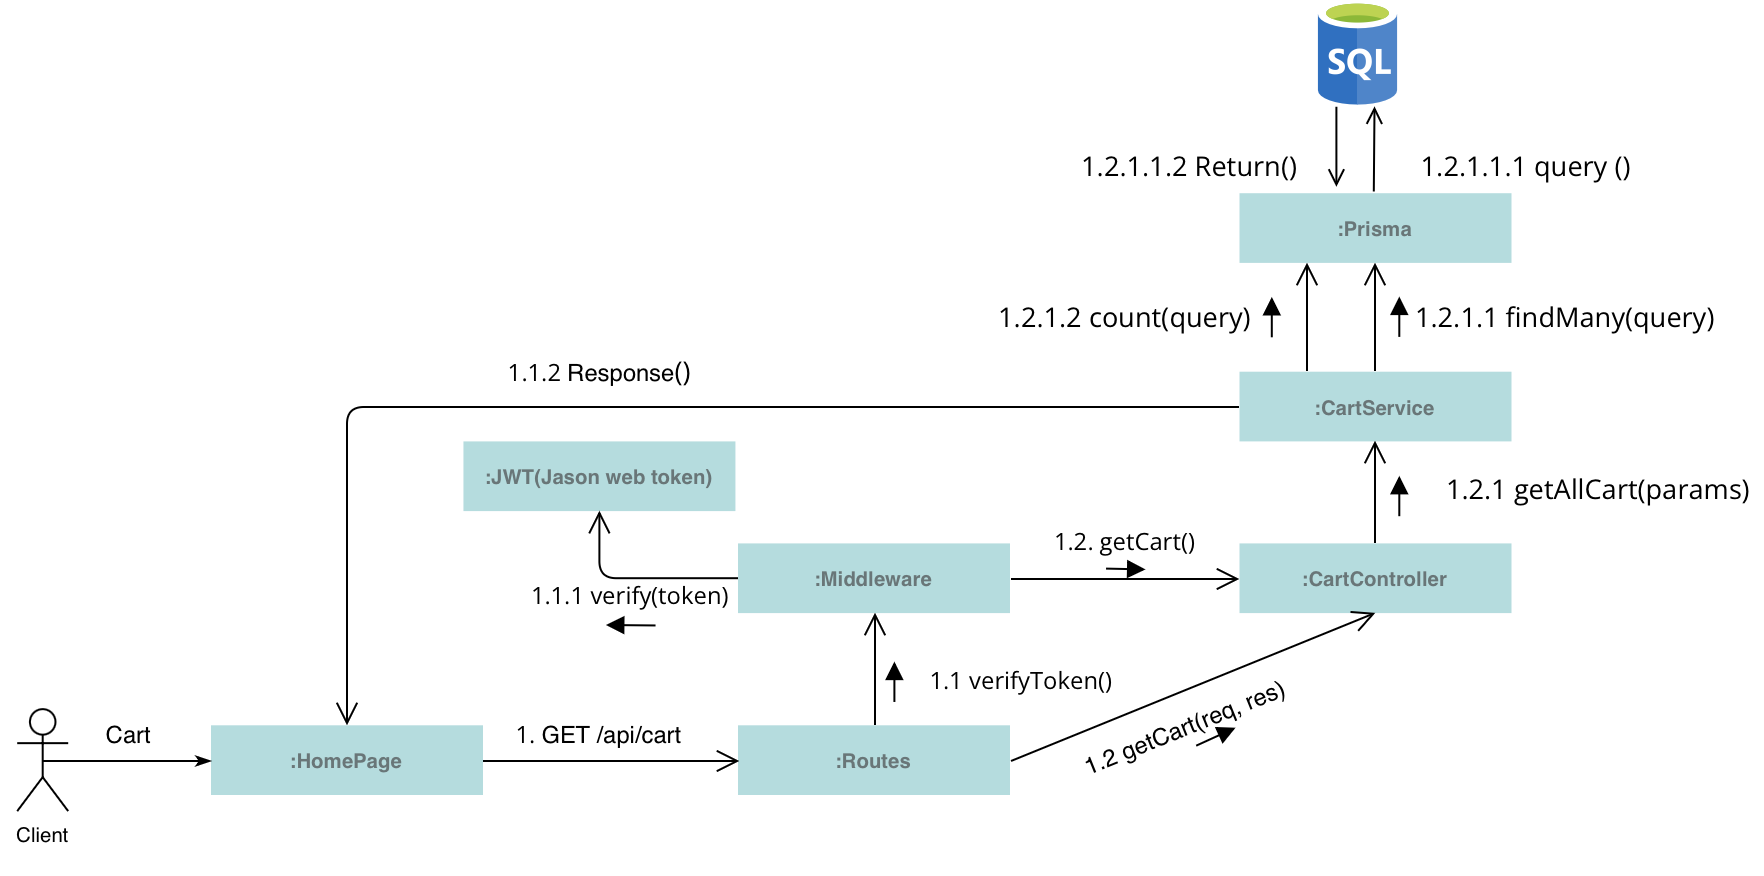 SQL
1.2.1.1.2 Return()
1.2.1.1.1 query ()
:Prisma
1.2.1.2 count(query)
1.2.1.1 findMany(query)
1.1.2 Response()
:CartService
:JWT(Jason web token)
1.2.1 getAllCart(params)
1.2. getCart()
:Middleware
:CartController
1.1.1 verify(token)
1.1 verifyToken()
1.2 getCart(req, res)
Cart
1. GET /api/cart
:HomePage
:Routes
Client